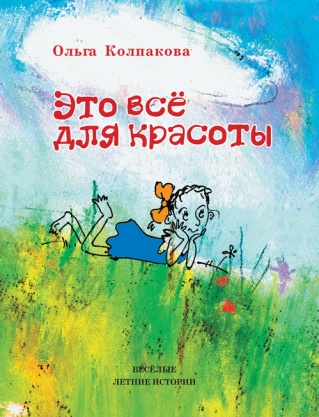 Ольга Колпакова
Это всё
для красоты
ВЕСЁЛЫЕ
ЛЕТНИЕ ИСТОРИИ